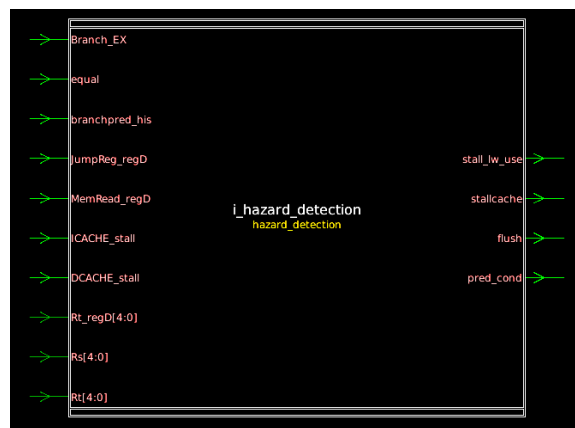 Branch_EX
equal
branchpred_his
JumpReg_regD
stall_lw_use
MemRead_regD
stallcache
i_hazard_detection
hazard_detection
ICACHE_stall
flush
DCACHE_stall
pred_cond
Rt_regD[4:0]
Rs[4:0]
Rt[4:0]